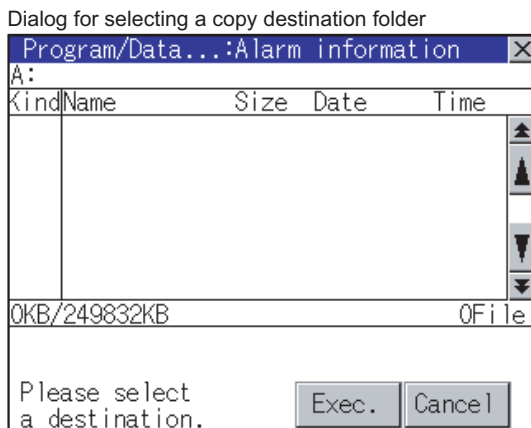 Dialog for selecting a copy destination folder
Program/Data...:Alarm information
A:
Kind Name Size Date Time
0KB/249832KB 0File
Please select
a destination.
Exec. Cancel